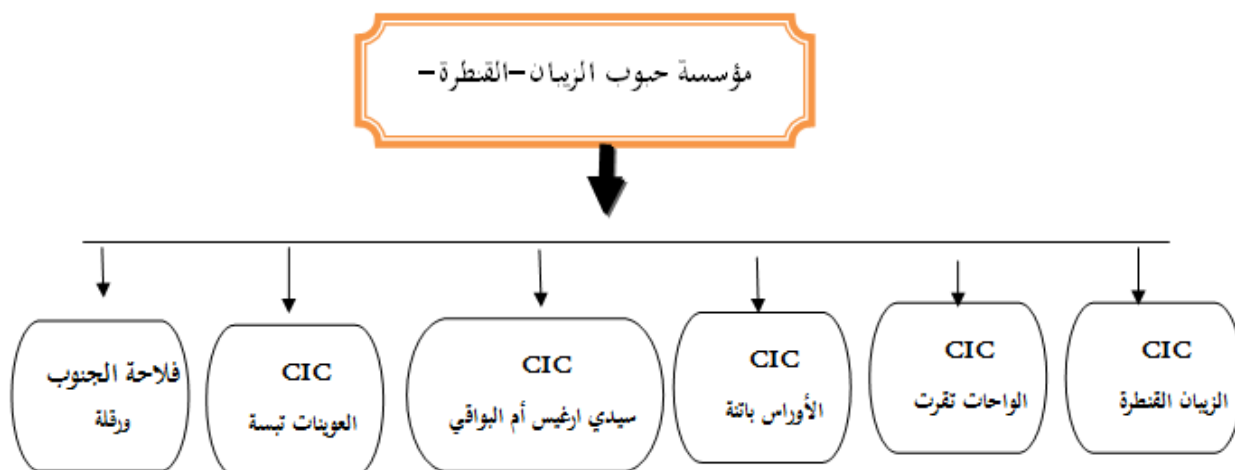 مؤسسة حبوب الزيبان-القنطرة-
CIC
الزيبان القنطرة
CIC
الواحات تقرت
CIC
الأوراس باتنة
CIC
سيدي ارغيس أم البواقي
CIC
العوينات تبسة
فلاحة الجنوب
ورقلة